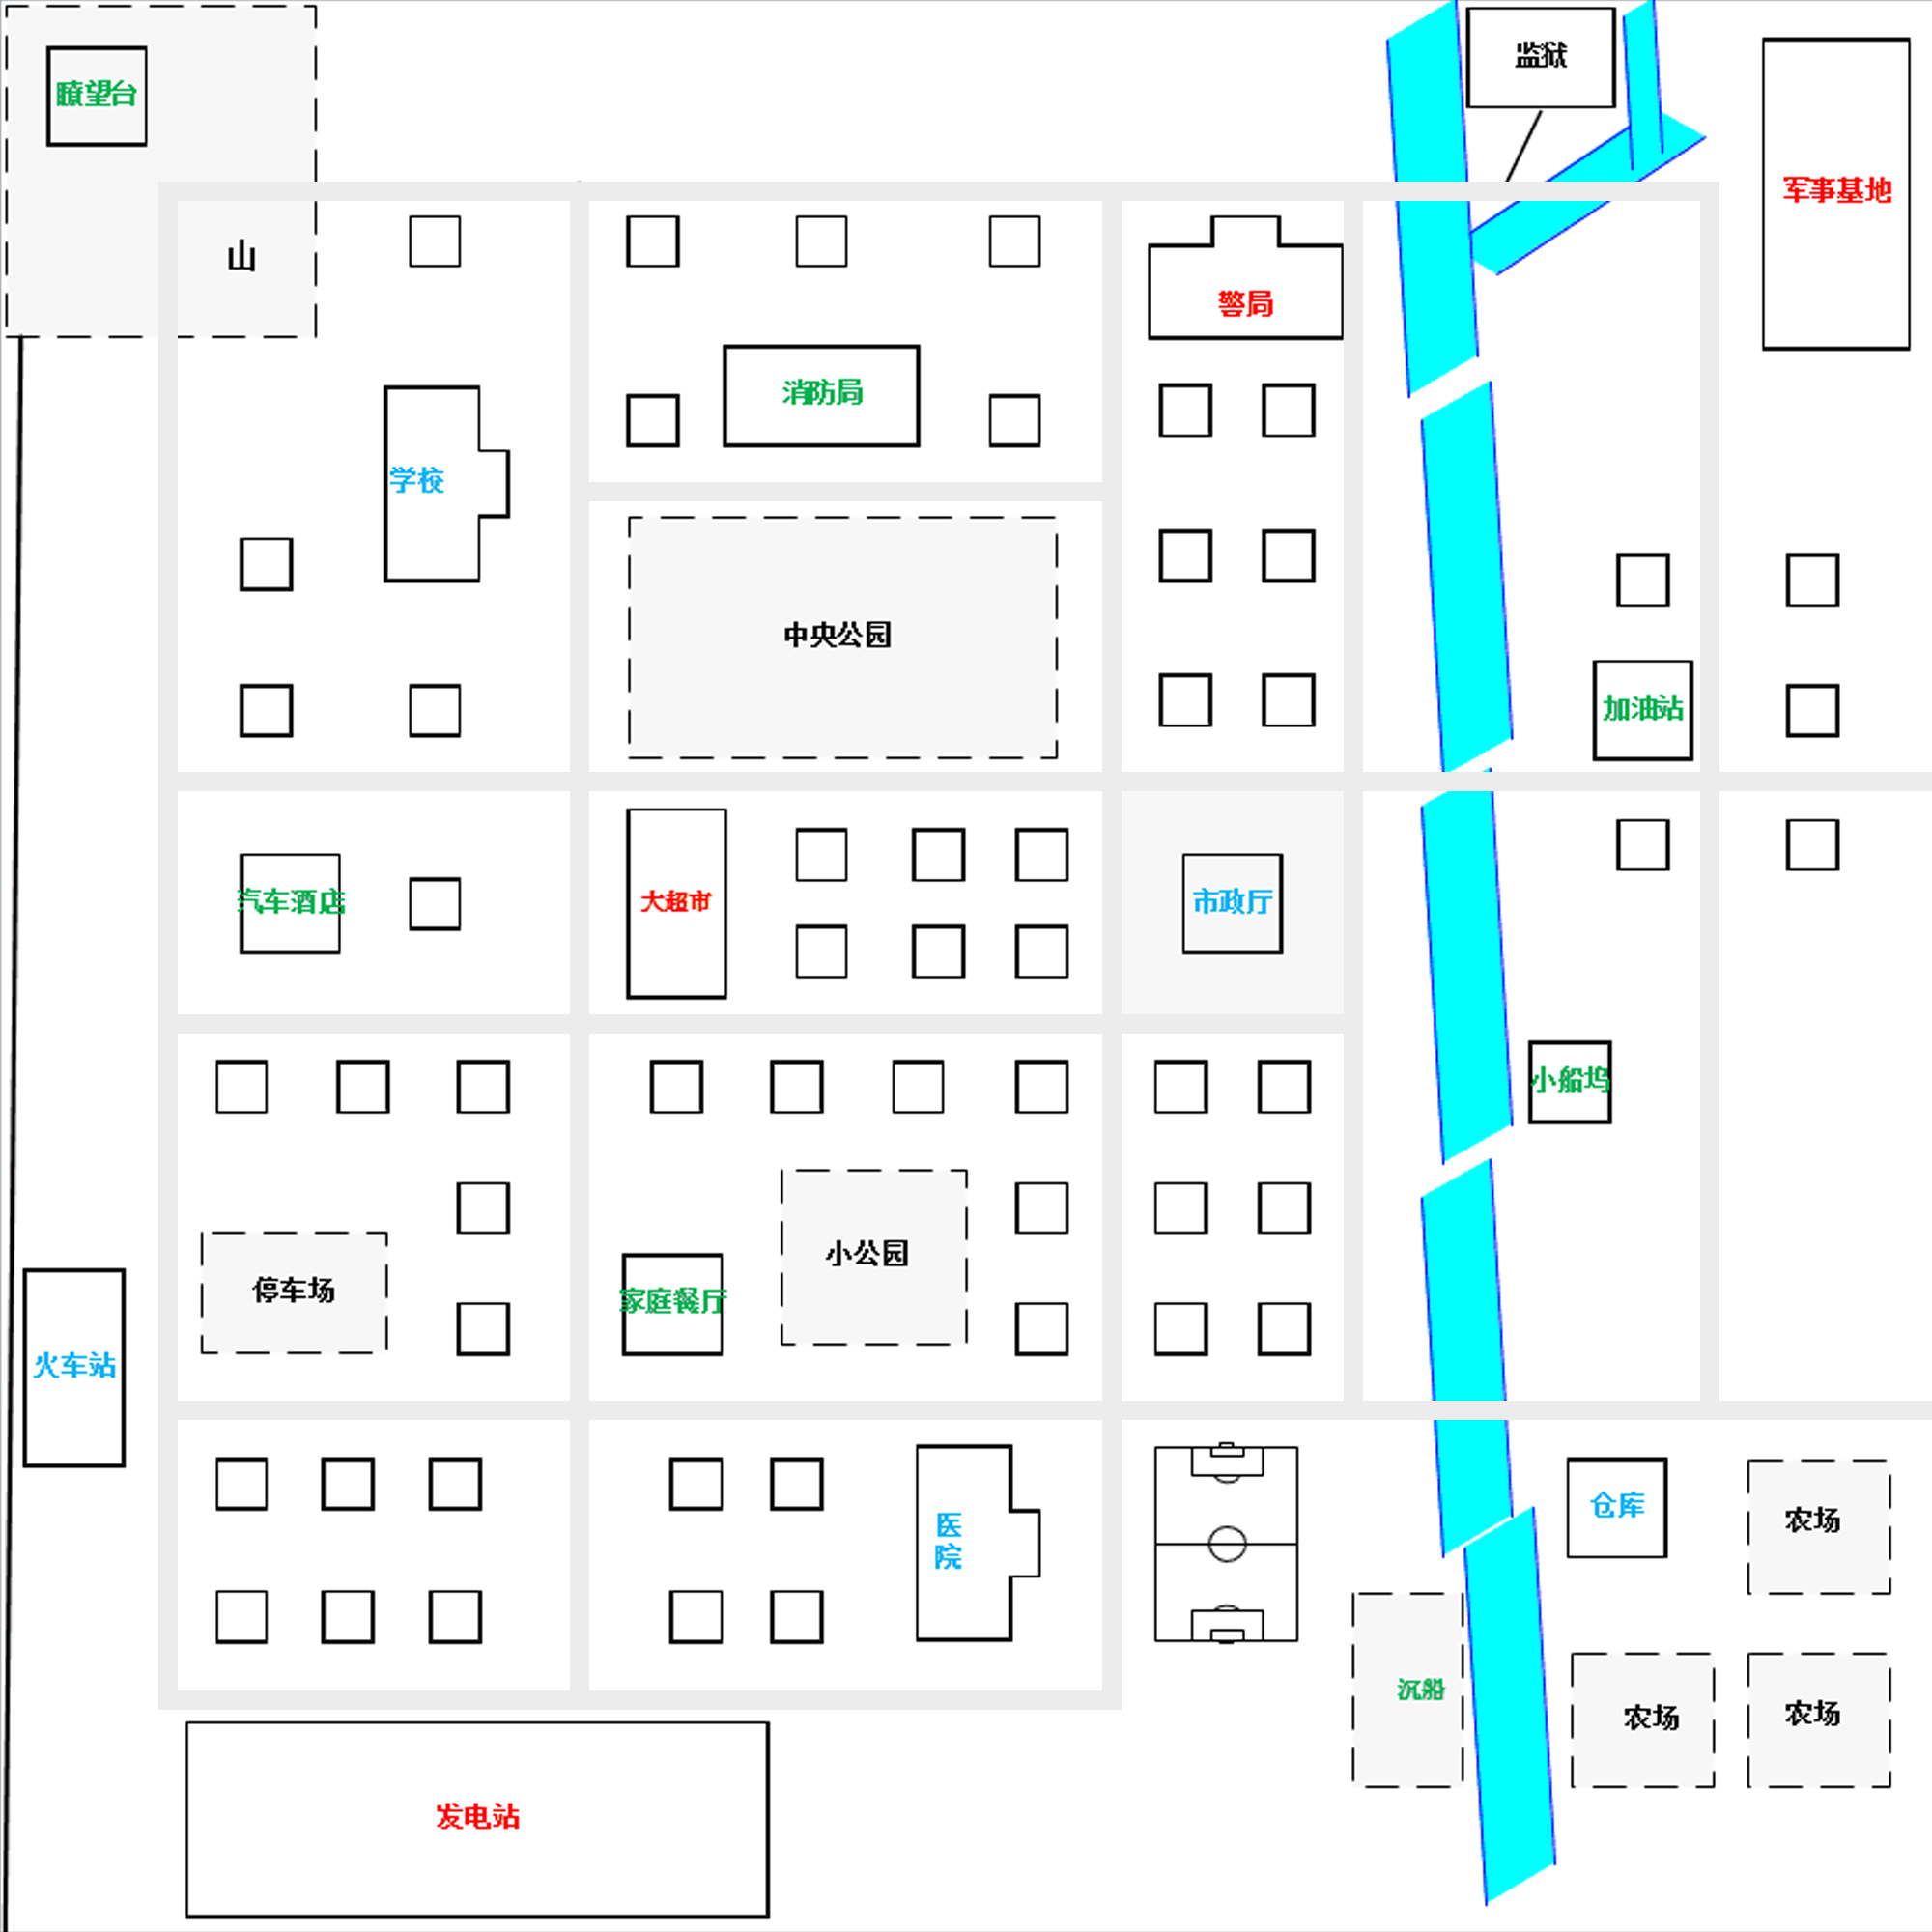 监狱
瞭望台
军事基地
山
警局
消防局
学校
中央公园
加油站
汽车酒店
大超市
市政厅
小船坞
小公园
停车场
家庭餐厅
火车站
仓库
农场
医
院
沉船
农场
农场
发电站